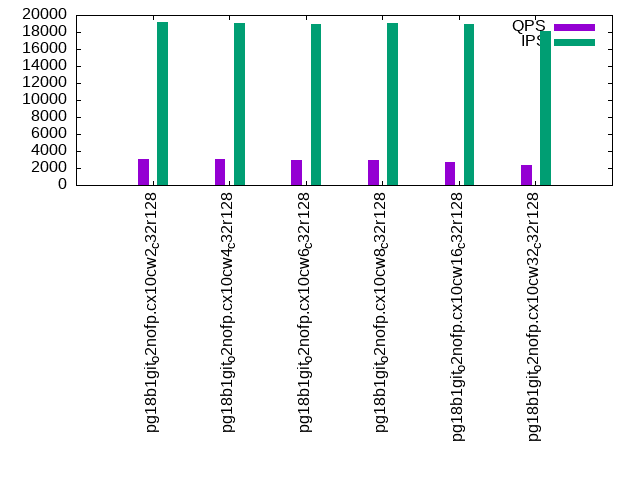 20000
18000
16000
14000
12000
10000
8000
6000
4000
2000
0
QPS
IPS
pg18b1git_o2nofp.cx10cw2_c32r128
pg18b1git_o2nofp.cx10cw4_c32r128
pg18b1git_o2nofp.cx10cw6_c32r128
pg18b1git_o2nofp.cx10cw8_c32r128
pg18b1git_o2nofp.cx10cw16_c32r128
pg18b1git_o2nofp.cx10cw32_c32r128